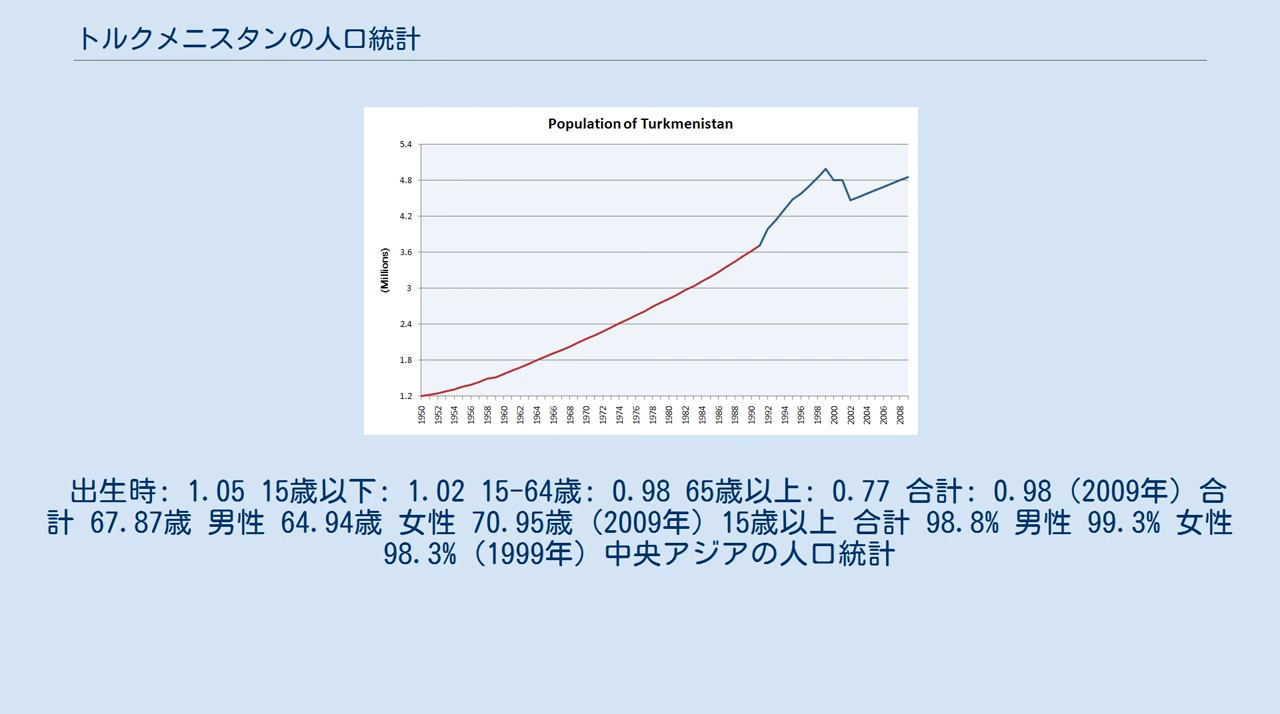 トルクメニスタンの人口統計
Population of Turkmenistan
5.4
4.8
4.2
3.6
3
2.4
1.8
1.2
(Millions)
1950 1952 1954 1956 1958 1960 1962 1964 1966 1968 1970 1972 1974 1976 1978 1980 1982 1984 1986 1988 1990 1992 1994 1996 1998 2000 2002 2004 2006 2008
出生時: 1.05 15歳以下: 1.02 15-64歳: 0.98 65歳以上: 0.77 合計: 0.98（2009年）合
計 67.87歳 男性 64.94歳 女性 70.95歳（2009年）15歳以上 合計 98.8% 男性 99.3% 女性
98.3%（1999年）中央アジアの人口統計